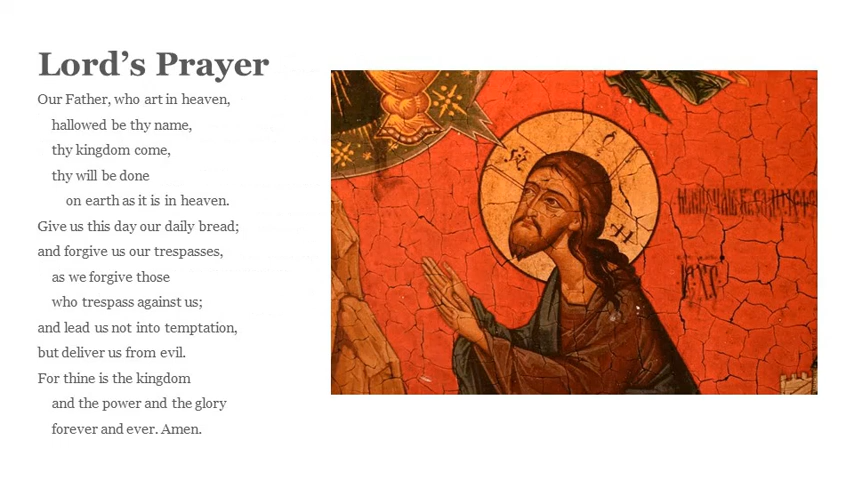 Lord’s Prayer
Our Father, who art in heaven,
hallowed be thy name,
thy kingdom come,
thy will be done
on earth as it is in heaven.
Give us this day our daily bread;
and forgive us our trespasses,
as we forgive those
who trespass against us;
and lead us not into temptation,
but deliver us from evil.
For thine is the kingdom
and the power and the glory
forever and ever. Amen.